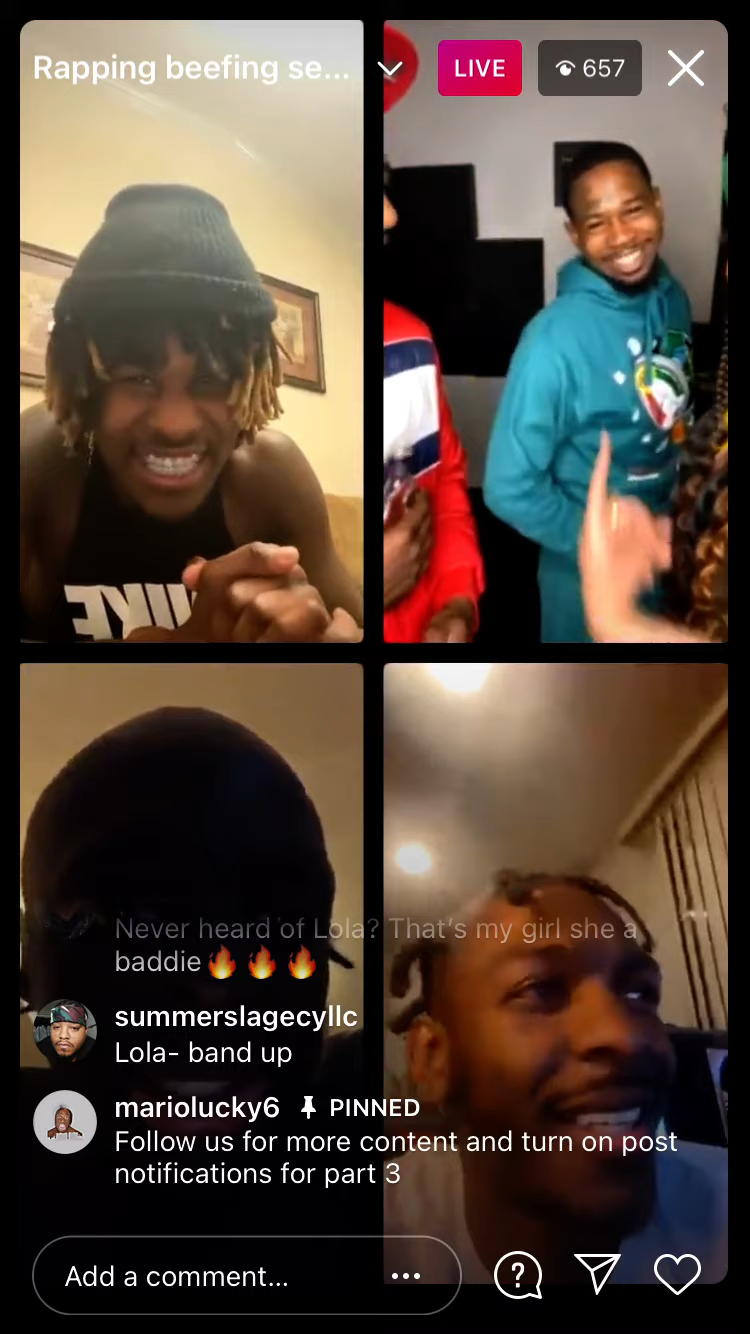 Rapping beefing se...
LIVE
657
NIKE
Never heard of Lola? That's my girl she a
baddie🔥🔥🔥
summerslagecyllc
Lola- band up
mariolucky6 PINNED
Follow us for more content and turn on post
notifications for part 3
Add a comment...